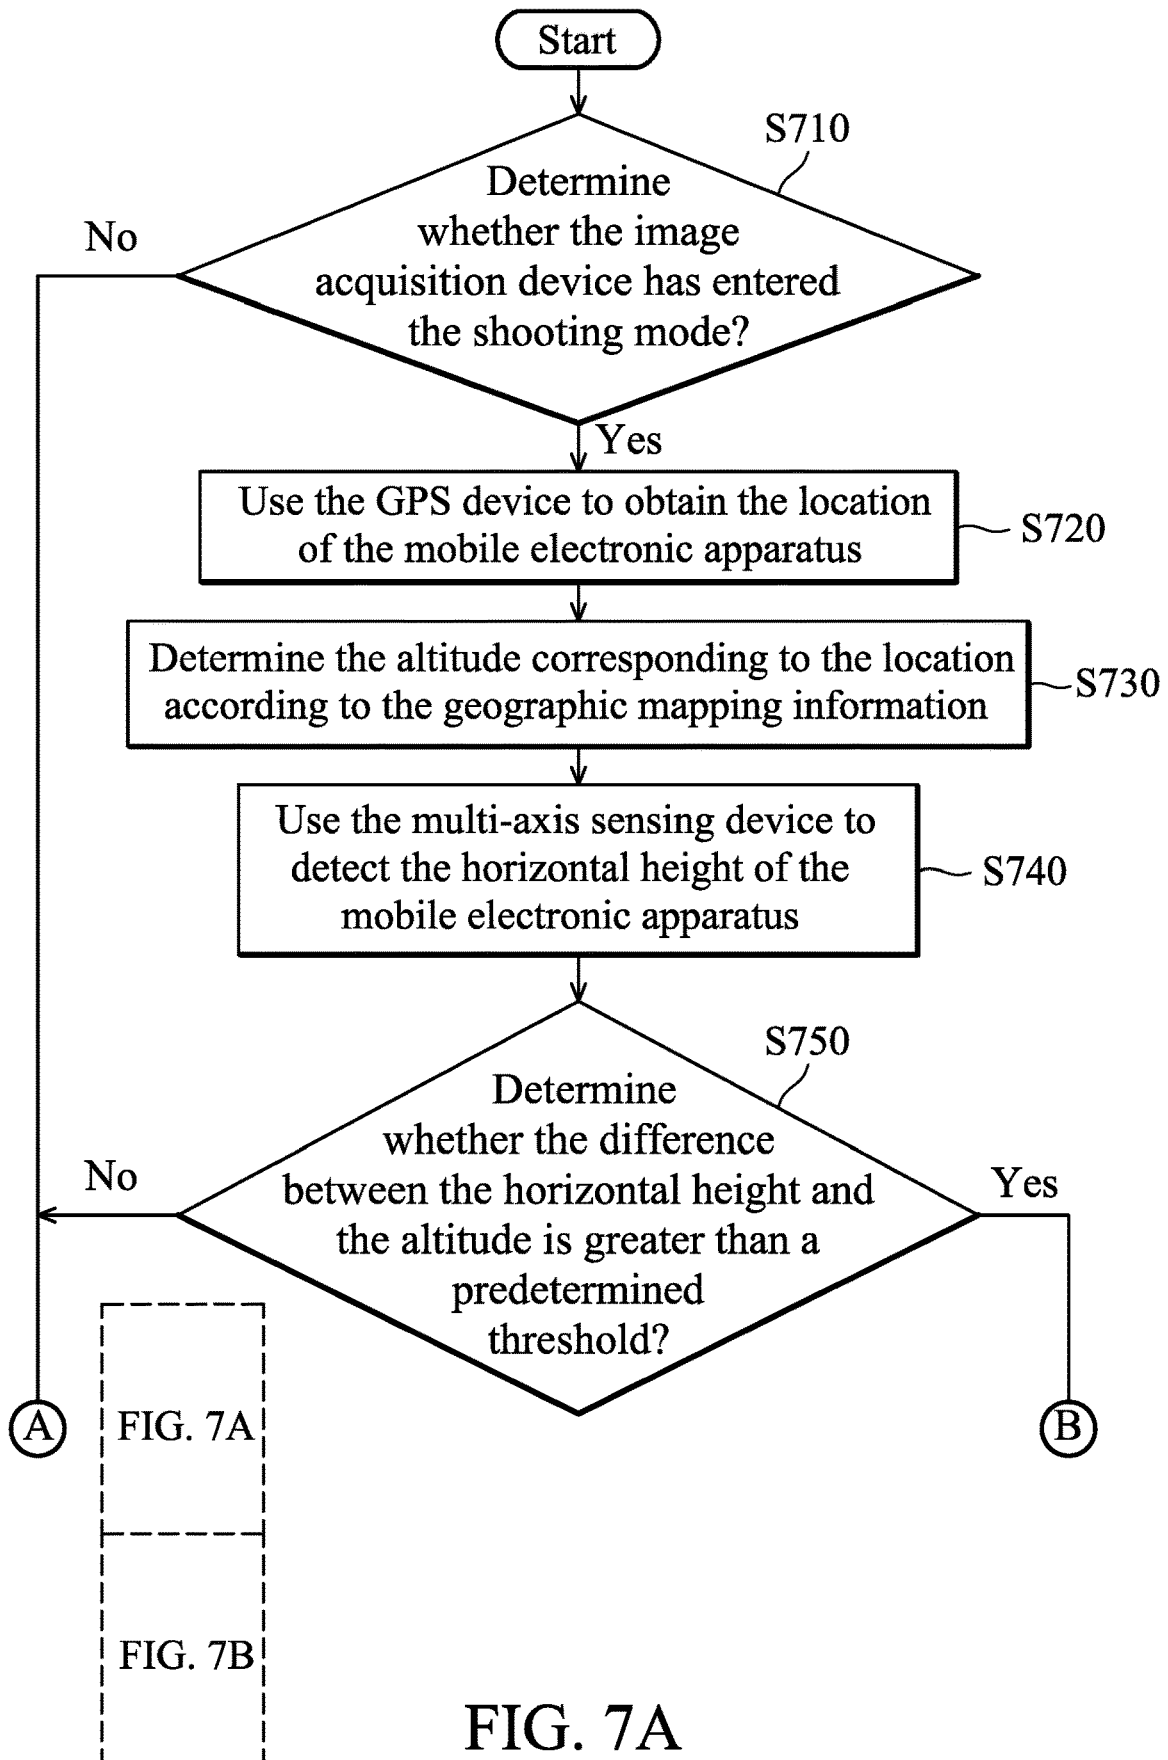 Start
S710
Determine
whether the image
acquisition device has entered
the shooting mode?
No
Yes
Use the GPS device to obtain the location
of the mobile electronic apparatus
S720
Determine the altitude corresponding to the location
according to the geographic mapping information
S730
Use the multi-axis sensing device to
detect the horizontal height of the
mobile electronic apparatus
S740
S750
Determine
whether the difference
between the horizontal height and
the altitude is greater than a
predetermined
threshold?
No
Yes
A
B
FIG. 7A
FIG. 7B
FIG. 7A